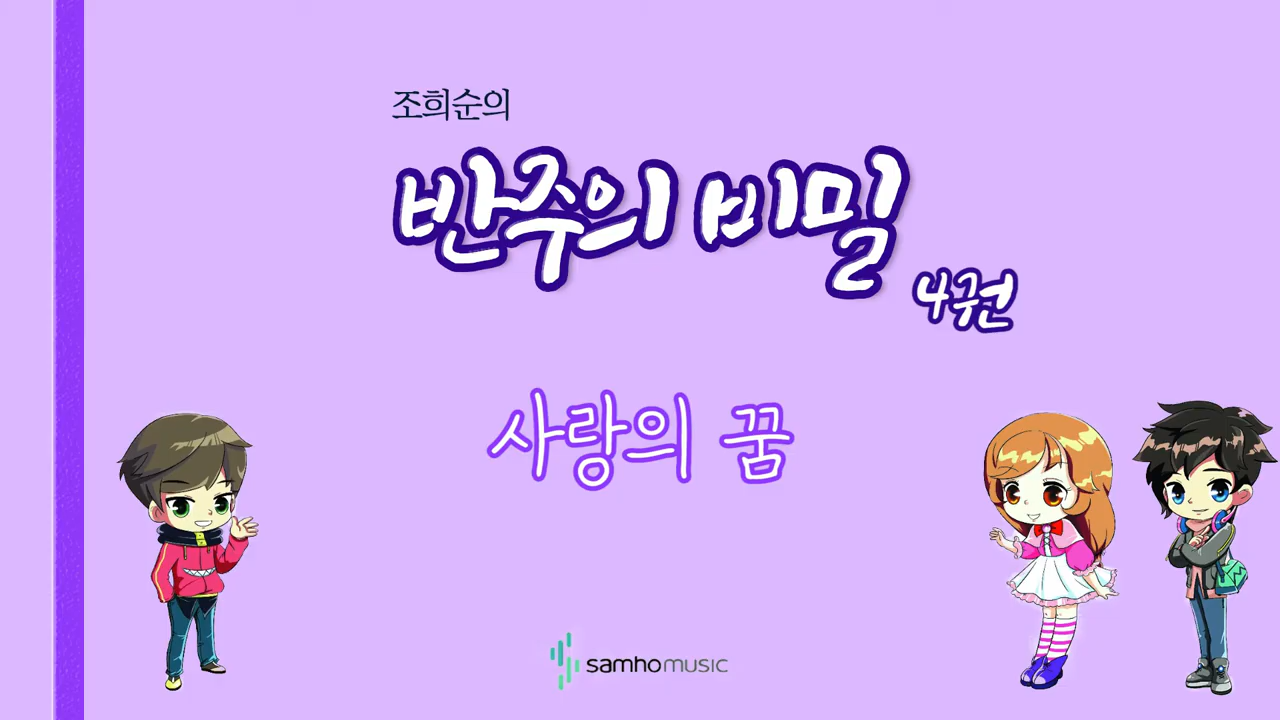 조희순의
반주의 비밀
4권
사랑의 꿈
samhomusic